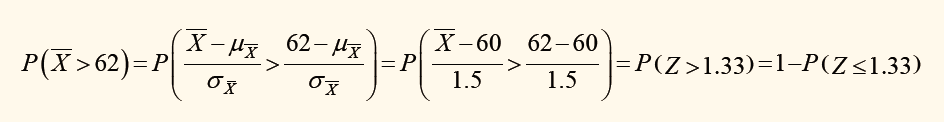 P(X̄ > 62) = P((X̄ − μ_X̄)/σ_X̄ > (62 − μ_X̄)/σ_X̄) = P((X̄ − 60)/1.5 > (62 − 60)/1.5) = P(Z > 1.33) = 1 − P(Z ≤ 1.33)